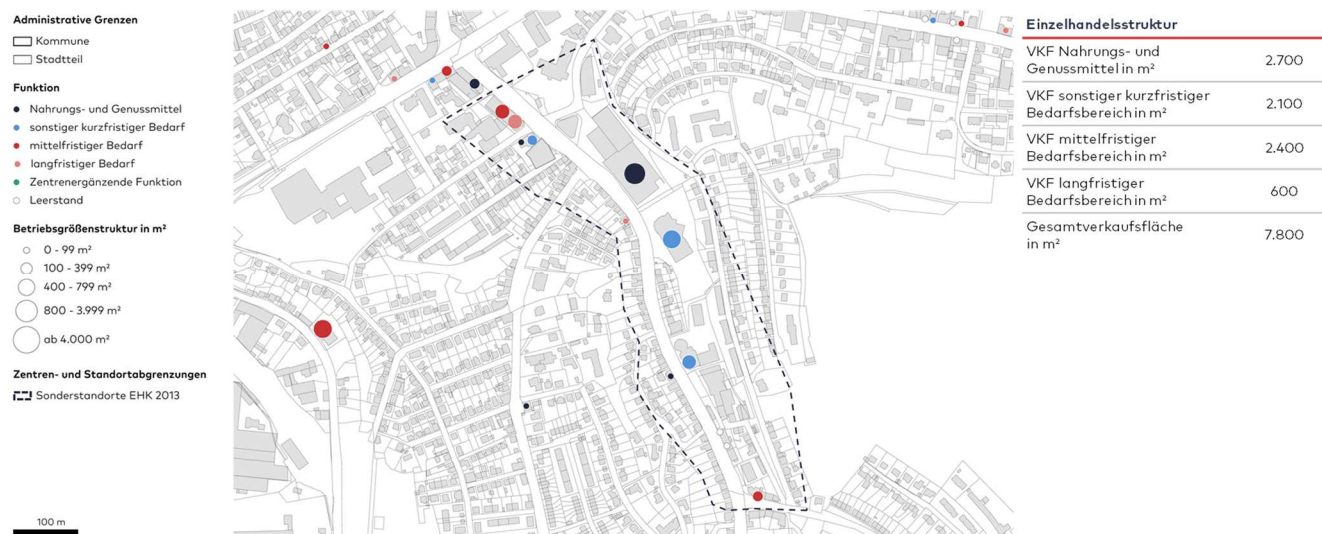 Administrative Grenzen
Kommune
Stadtteil
Funktion
Nahrungs- und Genussmittel
sonstiger kurzfristiger Bedarf
mittelfristiger Bedarf
langfristiger Bedarf
Zentrenergänzende Funktion
Leerstand
Betriebsgrößenstruktur in m²
0 - 99 m²
100 - 399 m²
400 - 799 m²
800 - 3.999 m²
ab 4.000 m²
Zentren- und Standortabgrenzungen
Sonderstandorte EHK 2013
100 m
Einzelhandelsstruktur
VKF Nahrungs- und
Genussmittel in m²
2.700
VKF sonstiger kurzfristiger
Bedarfsbereich in m²
2.100
VKF mittelfristiger
Bedarfsbereich in m²
2.400
VKF langfristiger
Bedarfsbereich in m²
600
Gesamtverkaufsfläche
in m²
7.800